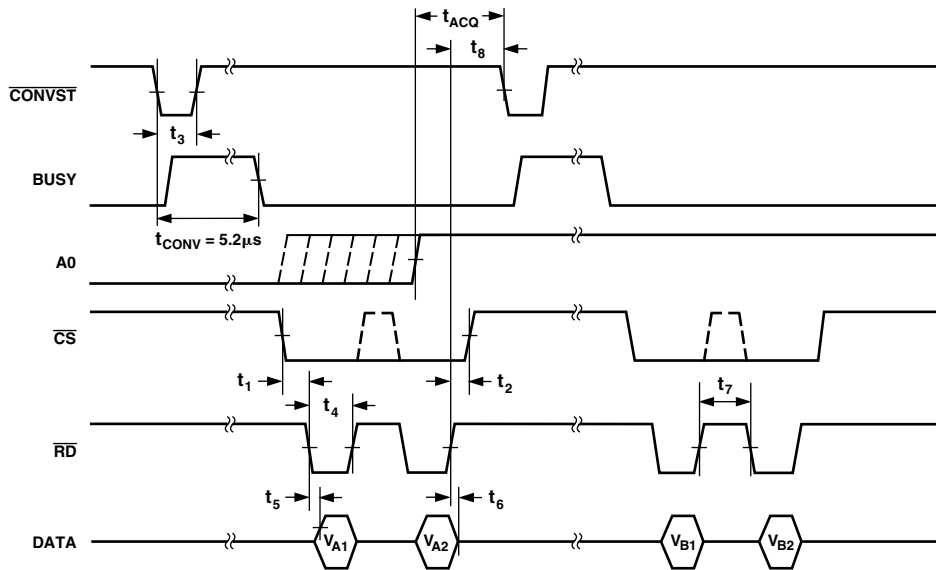 tACQ
t8
CONVST
t3
BUSY
tCONV = 5.2µs
A0
CS
t1
t2
t4
t7
RD
t5
t6
DATA
VA1
VA2
VB1
VB2